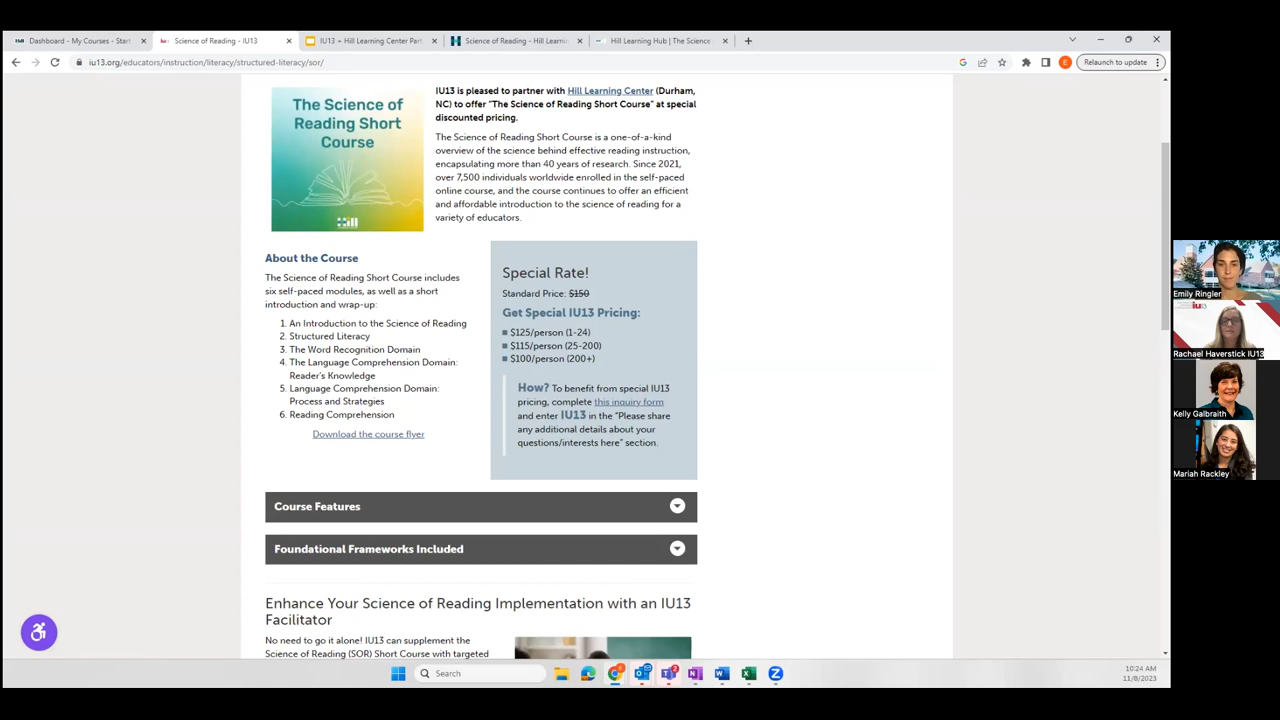 Dashboard - My Courses - Start
Science of Reading - IU13
IU13 + Hill Learning Center Part
Science of Reading - Hill Learnin
Hill Learning Hub | The Science
iu13.org/educators/instruction/literacy/structured-literacy/sor/
E
Relaunch to update
The Science of
Reading Short
Course
Hill
IU13 is pleased to partner with Hill Learning Center (Durham,
NC) to offer "The Science of Reading Short Course" at special
discounted pricing.
The Science of Reading Short Course is a one-of-a-kind
overview of the science behind effective reading instruction,
encapsulating more than 40 years of research. Since 2021,
over 7,500 individuals worldwide enrolled in the self-paced
online course, and the course continues to offer an efficient
and affordable introduction to the science of reading for a
variety of educators.
About the Course
The Science of Reading Short Course includes
six self-paced modules, as well as a short
introduction and wrap-up:
1. An Introduction to the Science of Reading
2. Structured Literacy
3. The Word Recognition Domain
4. The Language Comprehension Domain:
Reader's Knowledge
5. Language Comprehension Domain:
Process and Strategies
6. Reading Comprehension
Download the course flyer
Special Rate!
Standard Price: $150
Get Special IU13 Pricing:
$125/person (1-24)
$115/person (25-200)
$100/person (200+)
How? To benefit from special IU13
pricing, complete this inquiry form
and enter IU13 in the "Please share
any additional details about your
questions/interests here" section.
Course Features
Foundational Frameworks Included
Enhance Your Science of Reading Implementation with an IU13
Facilitator
No need to go it alone! IU13 can supplement the
Science of Reading (SOR) Short Course with targeted
Emily Ringler
Rachael Haverstick IU13
Kelly Galbraith
Mariah Rackley
Search
10:24 AM
11/8/2023